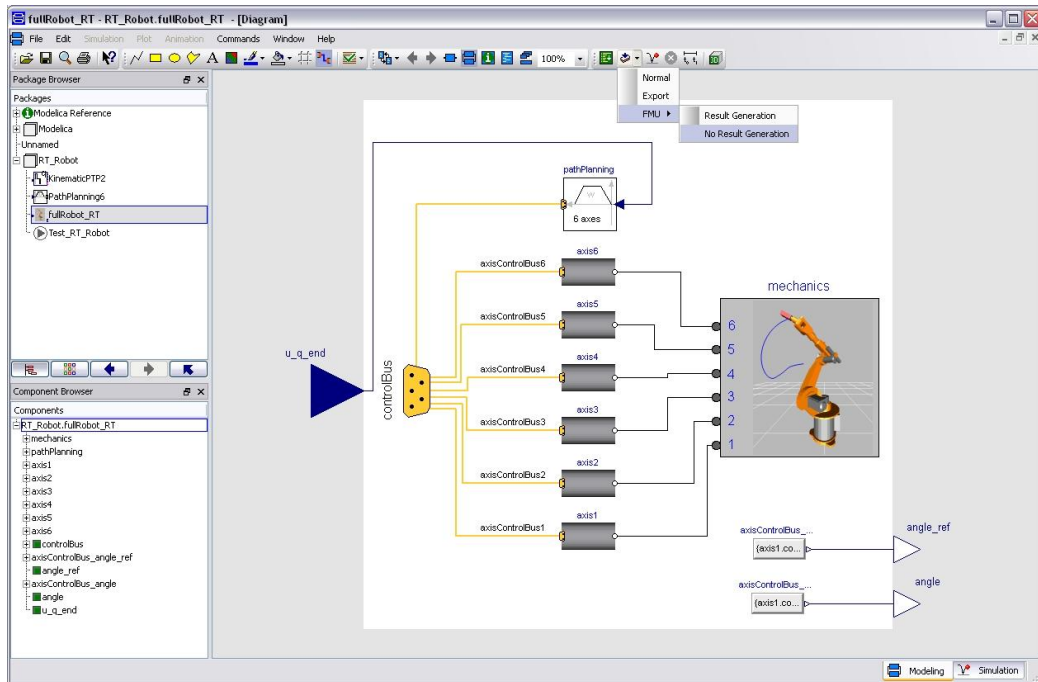 fullRobot_RT - RT_Robot.fullRobot_RT - [Diagram]
File Edit Simulation Plot Animation Commands Window Help
100%
Normal
Export
FMU
Result Generation
No Result Generation
Package Browser
Packages
Modelica Reference
Modelica
Unnamed
RT_Robot
KinematicPTP2
PathPlanning6
fullRobot_RT
Test_RT_Robot
Component Browser
Components
RT_Robot.fullRobot_RT
mechanics
pathPlanning
axis1
axis2
axis3
axis4
axis5
axis6
controlBus
axisControlBus_angle_ref
angle_ref
axisControlBus_angle
angle
u_q_end
pathPlanning
w
6 axes
axis6
axisControlBus6
axis5
axisControlBus5
axis4
axisControlBus4
axis3
axisControlBus3
axis2
axisControlBus2
axis1
axisControlBus1
u_q_end
controlBus
mechanics
6
5
4
3
2
1
axisControlBus_...
{axis1.co...
angle_ref
axisControlBus_...
{axis1.co...
angle
Modeling
Simulation